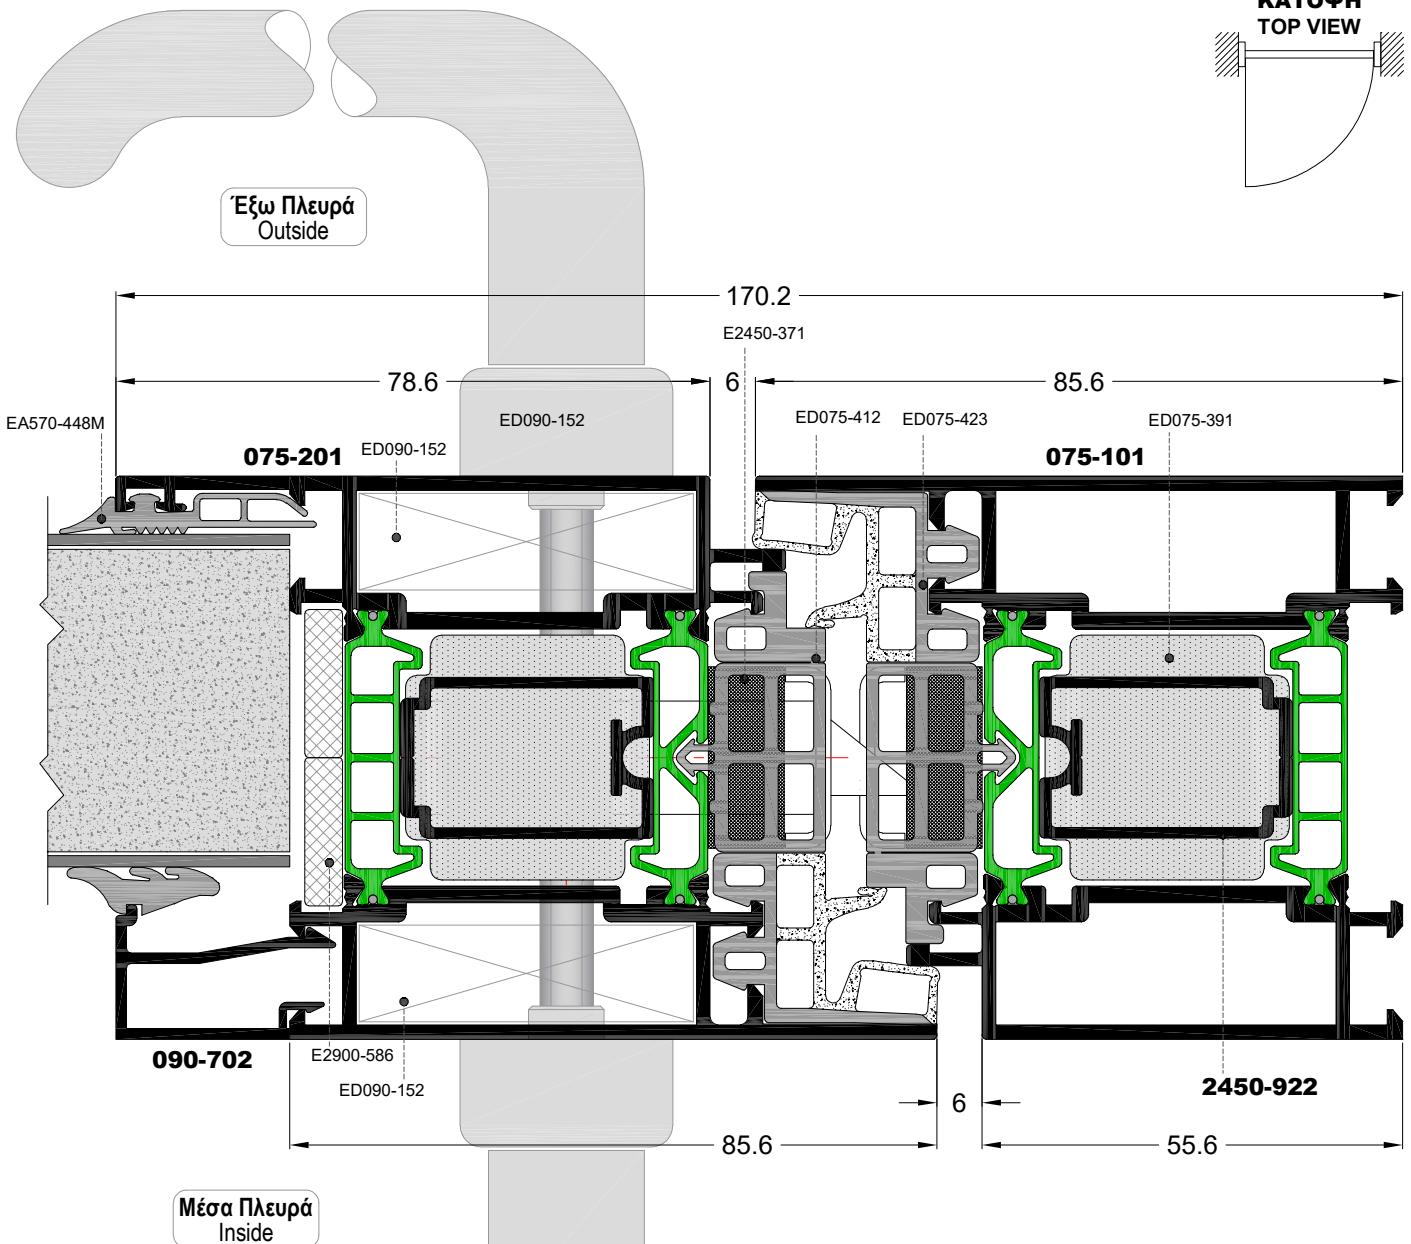 ΚΑΤΟΨΗ
TOP VIEW
Έξω Πλευρά
Outside
170.2
E2450-371
78.6
6
85.6
EA570-448M
ED090-152
ED075-412
ED075-423
ED075-391
075-201
ED090-152
075-101
090-702
E2900-586
ED090-152
2450-922
6
85.6
55.6
Μέσα Πλευρά
Inside